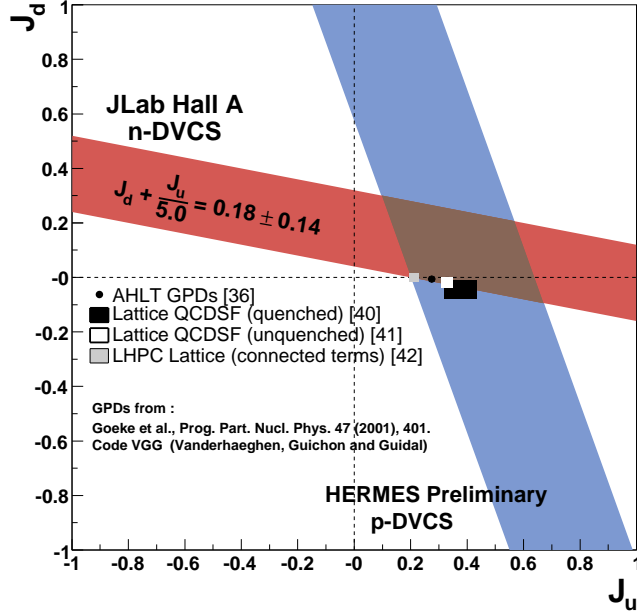 J_d
1
0.8
0.6
0.4
0.2
-0
-0.2
-0.4
-0.6
-0.8
-1
JLab Hall A
n-DVCS
J_d + J_u/5.0 = 0.18 ± 0.14
AHLT GPDs [36]
Lattice QCDSF (quenched) [40]
Lattice QCDSF (unquenched) [41]
LHPC Lattice (connected terms) [42]
GPDs from :
Goeke et al., Prog. Part. Nucl. Phys. 47 (2001), 401.
Code VGG (Vanderhaeghen, Guichon and Guidal)
HERMES Preliminary
p-DVCS
-1 -0.8 -0.6 -0.4 -0.2 -0 0.2 0.4 0.6 0.8 1
J_u